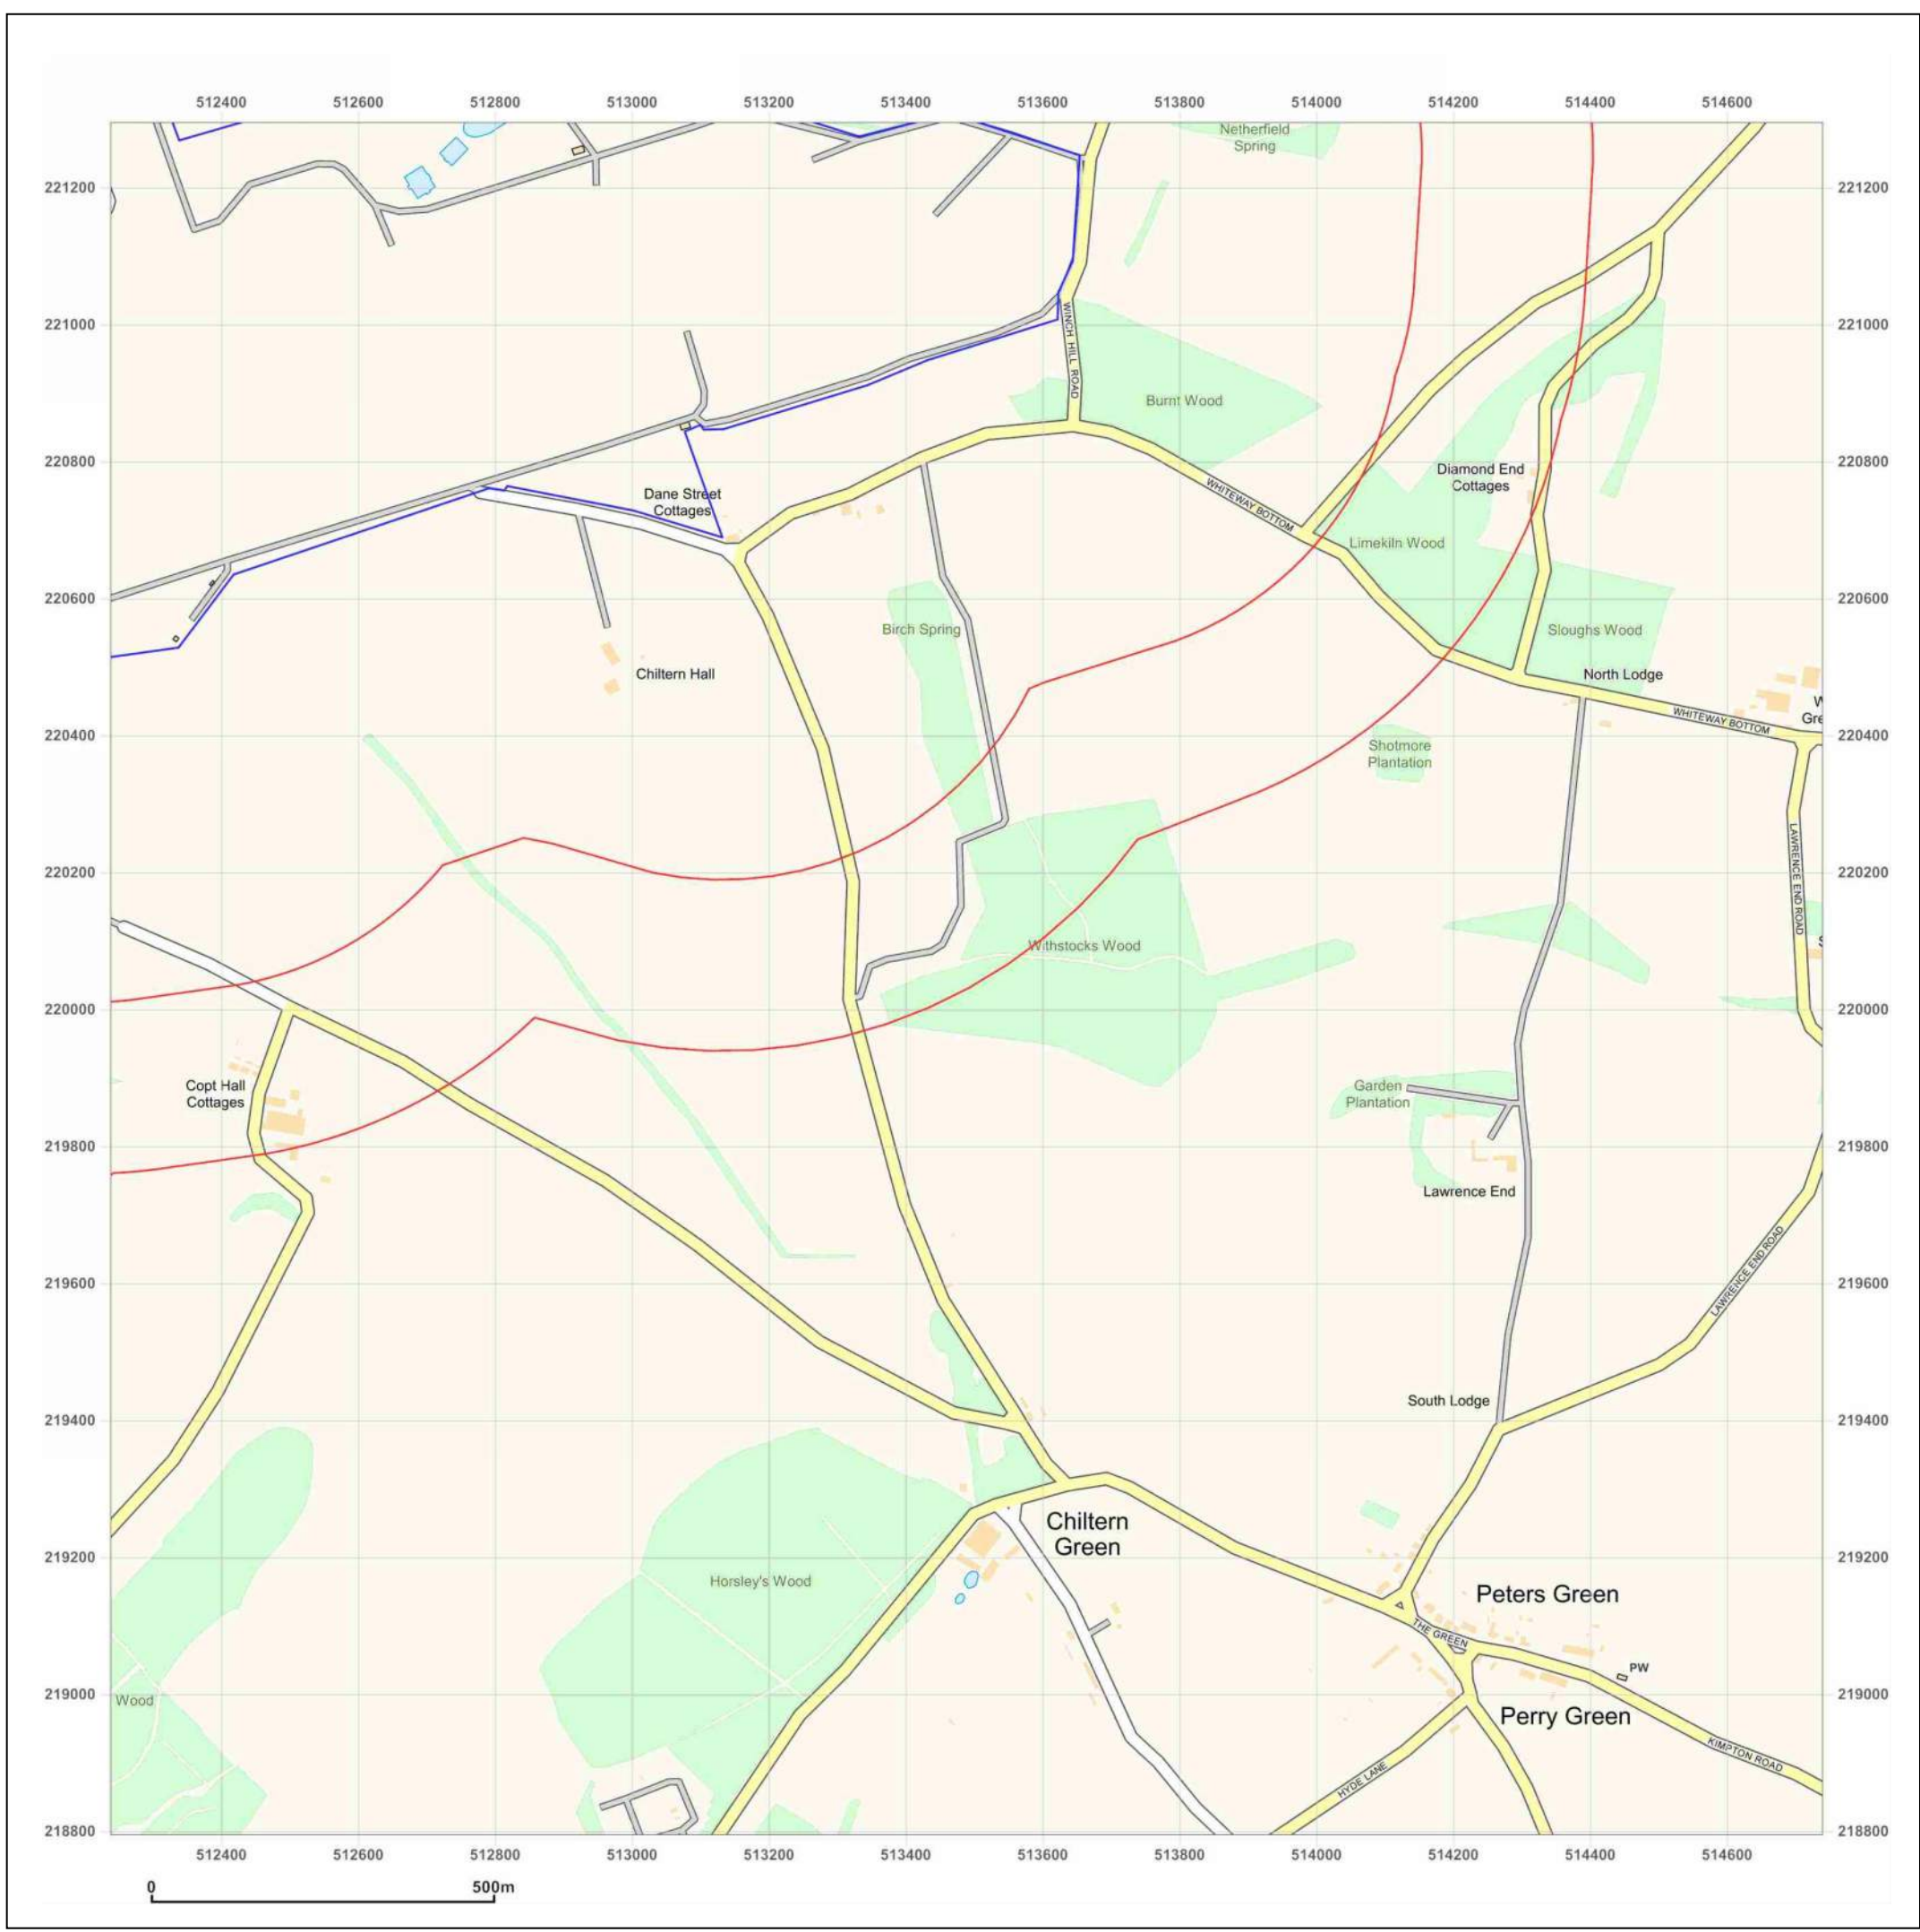 512400 512600 512800 513000 513200 513400 513600 513800 514000 514200 514400 514600
Netherfield
Spring
221200 221200
221000 221000
WINCH HILL ROAD
Burnt Wood
220800 220800
Diamond End
Cottages
WHITEWAY BOTTOM
Dane Street
Cottages
Limekiln Wood
220600 220600
Birch Spring
Sloughs Wood
Chiltern Hall
North Lodge
W
Gre
WHITEWAY BOTTOM
220400 220400
Shotmore
Plantation
LAWRENCE END ROAD
220200 220200
Withstocks Wood
S
220000 220000
Copt Hall
Cottages
Garden
Plantation
219800 219800
Lawrence End
LAWRENCE END ROAD
219600 219600
South Lodge
219400 219400
Chiltern
Green
219200 219200
Horsley's Wood
Peters Green
THE GREEN
PW
219000 219000
Wood
Perry Green
KIMPTON ROAD
HYDE LANE
218800 218800
512400 512600 512800 513000 513200 513400 513600 513800 514000 514200 514400 514600
0 500m